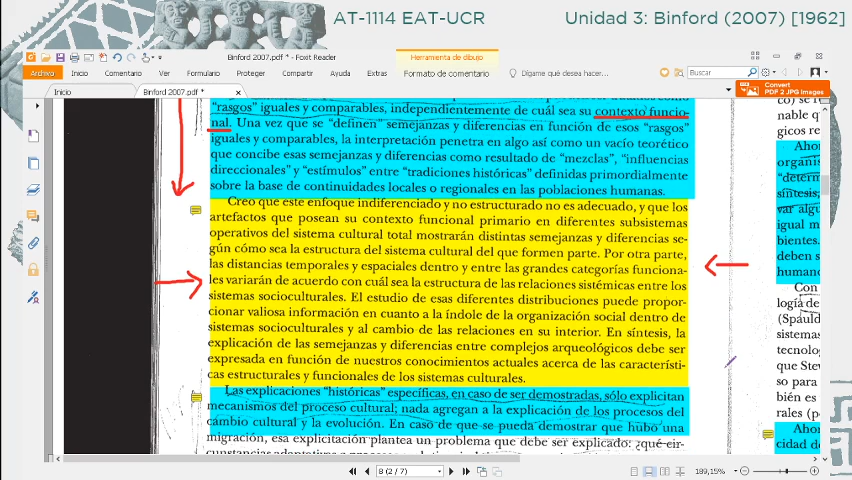 AT-1114 EAT-UCR
Unidad 3: Binford (2007) [1962]
Binford 2007.pdf * - Foxit Reader
Herramienta de dibujo
Archivo Inicio Comentario Ver Formulario Proteger Compartir Ayuda Extras Formato de comentario Dígame qué desea hacer... Buscar
Inicio Binford 2007.pdf *
Convert
PDF 2 JPG Images
"rasgos" iguales y comparables, independientemente de cuál sea su contexto funcio-
nal. Una vez que se "definen" semejanzas y diferencias en función de esos "rasgos"
iguales y comparables, la interpretación penetra en algo así como un vacío teorético
que concibe esas semejanzas y diferencias como resultado de "mezclas", "influencias
direccionales" y "estímulos" entre "tradiciones históricas" definidas primordialmente
sobre la base de continuidades locales o regionales en las poblaciones humanas.
Creo que este enfoque indiferenciado y no estructurado no es adecuado, y que los
artefactos que posean su contexto funcional primario en diferentes subsistemas
operativos del sistema cultural total mostrarán distintas semejanzas y diferencias se-
gún cómo sea la estructura del sistema cultural del que formen parte. Por otra parte,
las distancias temporales y espaciales dentro y entre las grandes categorías funciona-
les variarán de acuerdo con cuál sea la estructura de las relaciones sistémicas entre los
sistemas socioculturales. El estudio de esas diferentes distribuciones puede propor-
cionar valiosa información en cuanto a la índole de la organización social dentro de
sistemas socioculturales y al cambio de las relaciones en su interior. En síntesis, la
explicación de las semejanzas y diferencias entre complejos arqueológicos debe ser
expresada en función de nuestros conocimientos actuales acerca de las característi-
cas estructurales y funcionales de los sistemas culturales.
Las explicaciones "históricas" específicas, en caso de ser demostradas, sólo explicitan
mecanismos del proceso cultural; nada agregan a la explicación de los procesos del
cambio cultural y la evolución. En caso de que se pueda demostrar que hubo una
migración, esa explicación plantea un problema que debe ser explicado: ¿qué cir-
co) se r
nable qu
gicos re
Ahor
organis
"deterr
síntesis
var algu
igual m
bientes.
deben s
humano
Con
logía de
(Spauld
sistemas
tecnolog
que Stev
so para
bién es
rales (p
Ahor
cidad d
8 (2 / 7)
189,15%